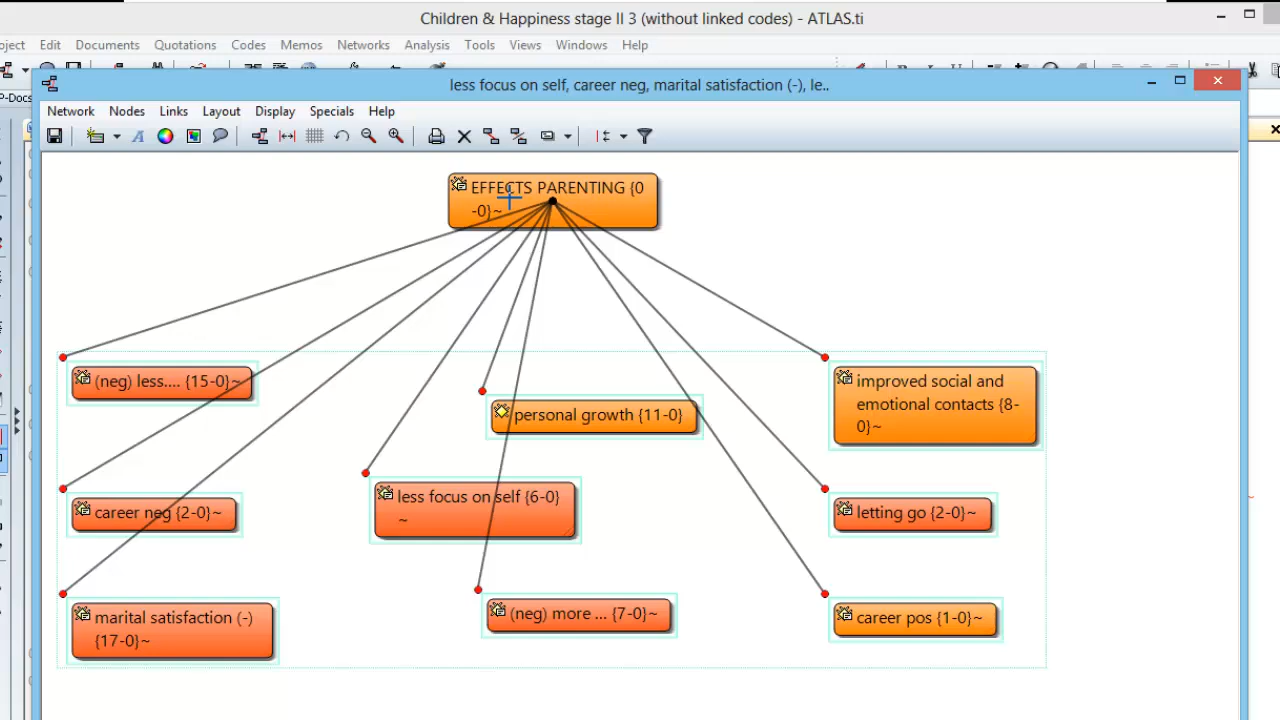 Children & Happiness stage II 3 (without linked codes) - ATLAS.ti
oject Edit Documents Quotations Codes Memos Networks Analysis Tools Views Windows Help
P-Docs
less focus on self, career neg, marital satisfaction (-), le..
Network Nodes Links Layout Display Specials Help
EFFECTS PARENTING {0
-0}~
(neg) less.... {15-0}~
personal growth {11-0}
improved social and
emotional contacts {8-
0}~
career neg {2-0}~
less focus on self {6-0}
~
letting go {2-0}~
marital satisfaction (-)
{17-0}~
(neg) more ... {7-0}~
career pos {1-0}~